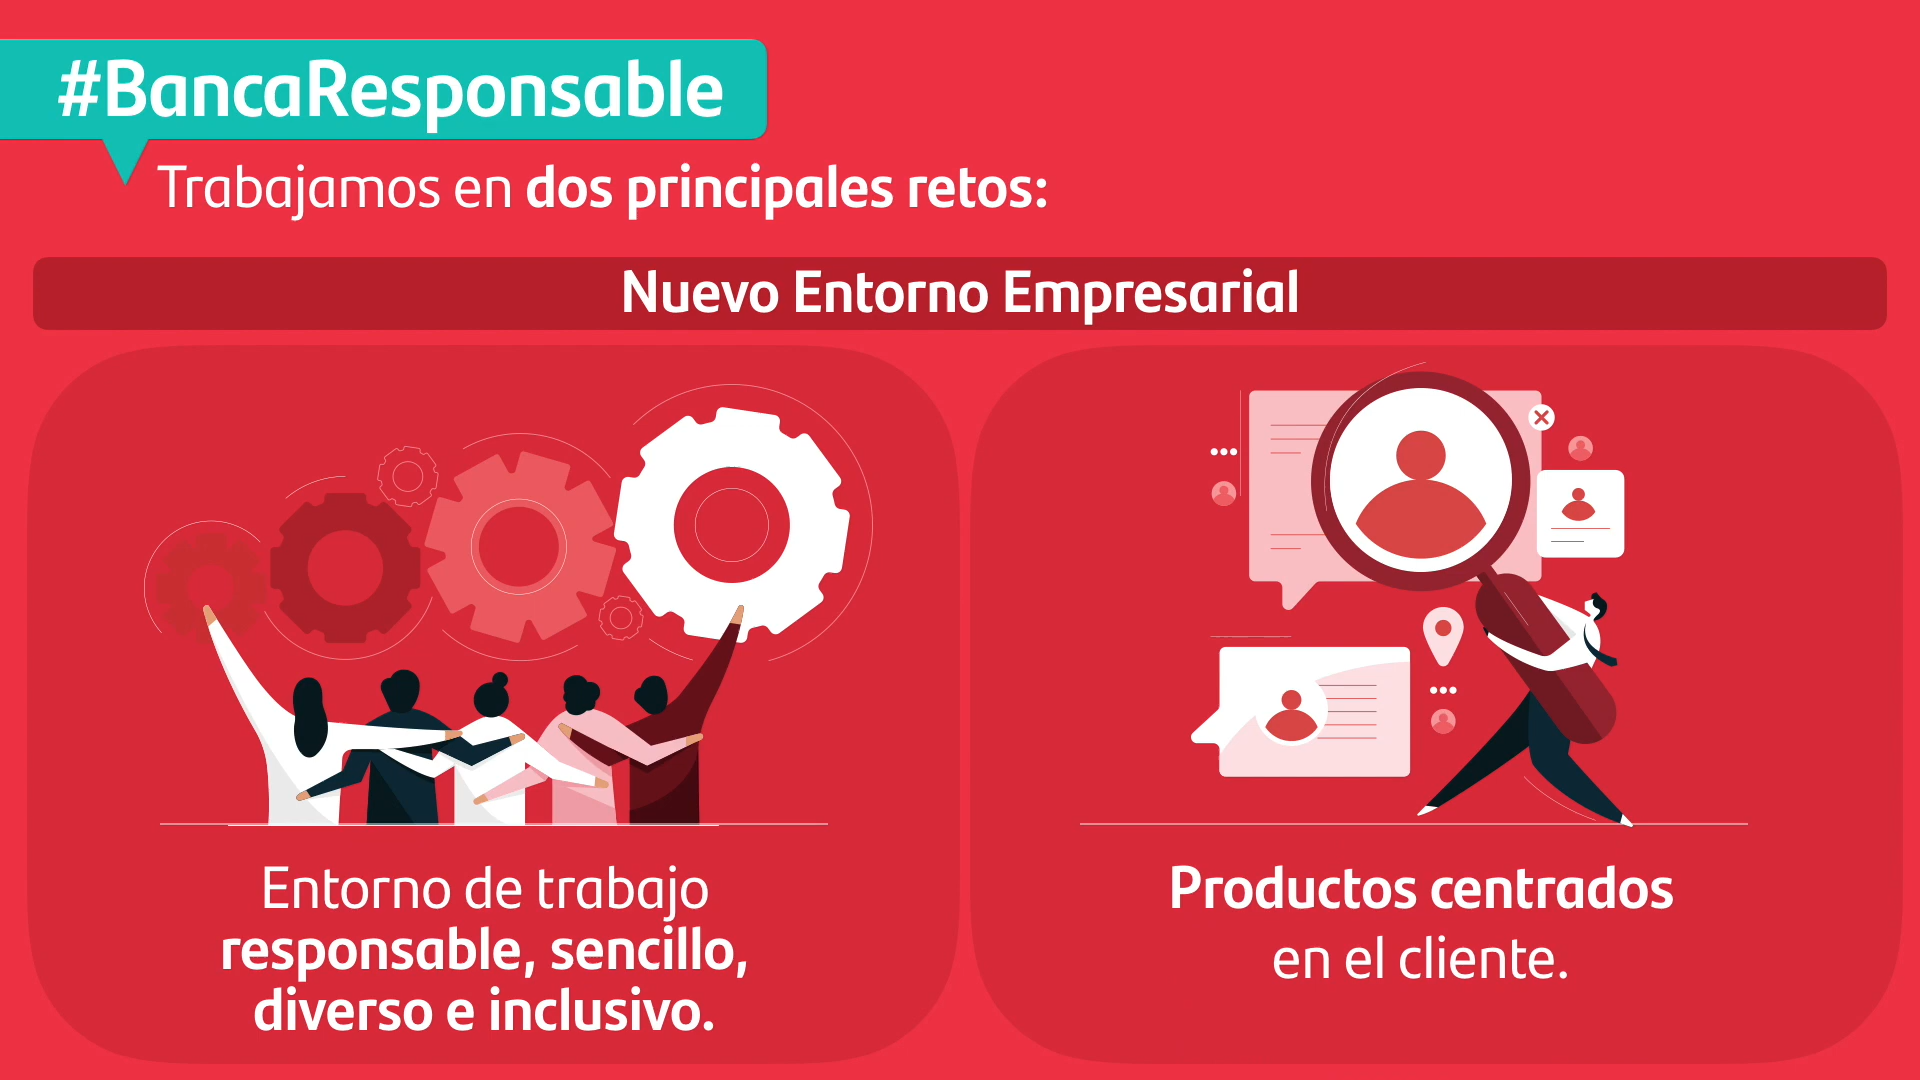 #BancaResponsable
Trabajamos en dos principales retos:
Nuevo Entorno Empresarial
Entorno de trabajo
responsable, sencillo,
diverso e inclusivo.
Productos centrados
en el cliente.